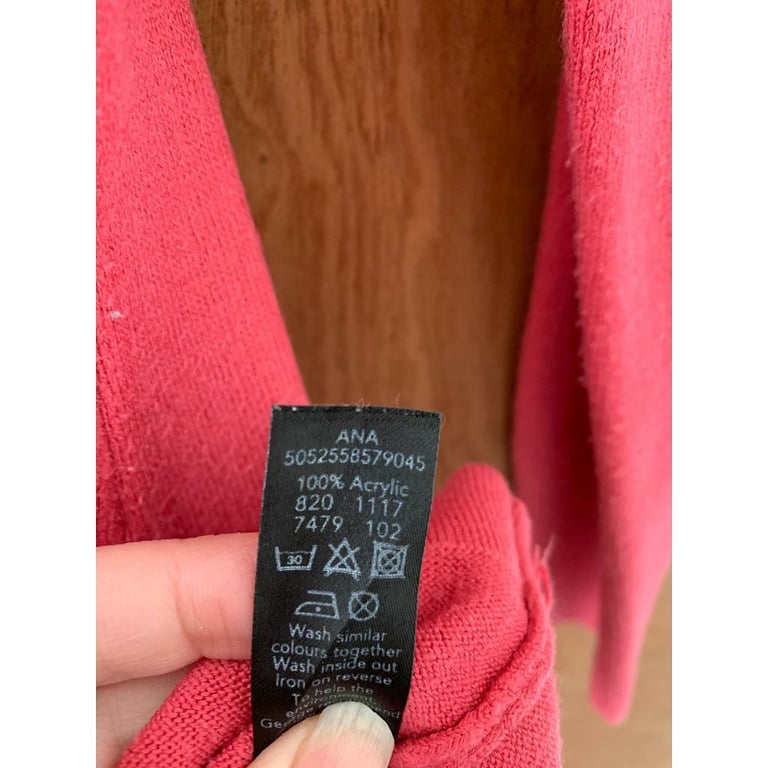 ANA
5052558579045
100% Acrylic
820 1117
7479 102
30
Wash similar
colours together
Wash inside out
Iron on reverse
To help the